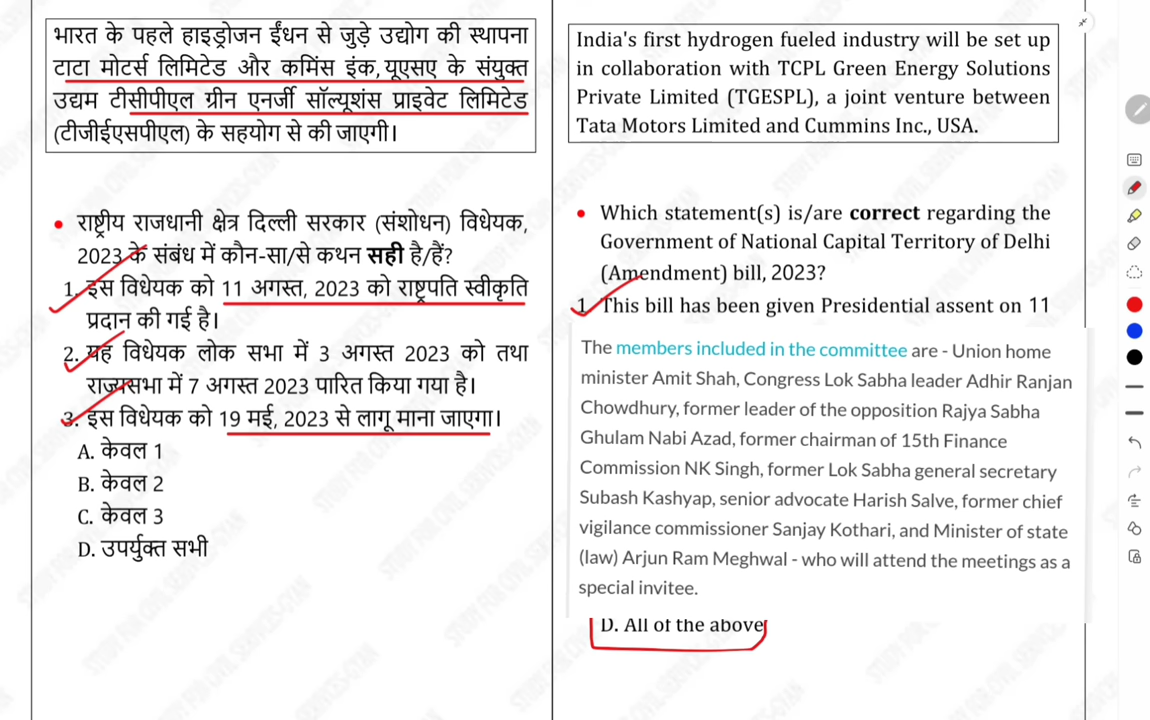 भारत के पहले हाइड्रोजन ईंधन से जुड़े उद्योग की स्थापना
टाटा मोटर्स लिमिटेड और कमिंस इंक, यूएसए के संयुक्त
उद्यम टीसीपीएल ग्रीन एनर्जी सॉल्यूशंस प्राइवेट लिमिटेड
(टीजीईएसपीएल) के सहयोग से की जाएगी।
• राष्ट्रीय राजधानी क्षेत्र दिल्ली सरकार (संशोधन) विधेयक,
2023 के संबंध में कौन-सा/से कथन सही है/हैं?
1. इस विधेयक को 11 अगस्त, 2023 को राष्ट्रपति स्वीकृति
प्रदान की गई है।
2. यह विधेयक लोक सभा में 3 अगस्त 2023 को तथा
राज्यसभा में 7 अगस्त 2023 पारित किया गया है।
3. इस विधेयक को 19 मई, 2023 से लागू माना जाएगा।
A. केवल 1
B. केवल 2
C. केवल 3
D. उपर्युक्त सभी
India's first hydrogen fueled industry will be set up
in collaboration with TCPL Green Energy Solutions
Private Limited (TGESPL), a joint venture between
Tata Motors Limited and Cummins Inc., USA.
• Which statement(s) is/are correct regarding the
Government of National Capital Territory of Delhi
(Amendment) bill, 2023?
1. This bill has been given Presidential assent on 11
The members included in the committee are - Union home
minister Amit Shah, Congress Lok Sabha leader Adhir Ranjan
Chowdhury, former leader of the opposition Rajya Sabha
Ghulam Nabi Azad, former chairman of 15th Finance
Commission NK Singh, former Lok Sabha general secretary
Subash Kashyap, senior advocate Harish Salve, former chief
vigilance commissioner Sanjay Kothari, and Minister of state
(law) Arjun Ram Meghwal - who will attend the meetings as a
special invitee.
D. All of the above